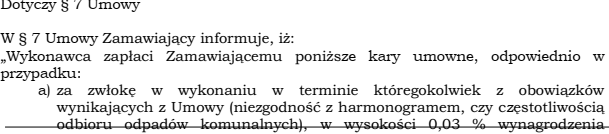 Dotyczy § 7 Umowy
W § 7 Umowy Zamawiający informuje, iż:
„Wykonawca zapłaci Zamawiającemu poniższe kary umowne, odpowiednio w
przypadku:
a) za zwłokę w wykonaniu w terminie któregokolwiek z obowiązków
wynikających z Umowy (niezgodność z harmonogramem, czy częstotliwością
odbioru odpadów komunalnych), w wysokości 0,03 % wynagrodzenia